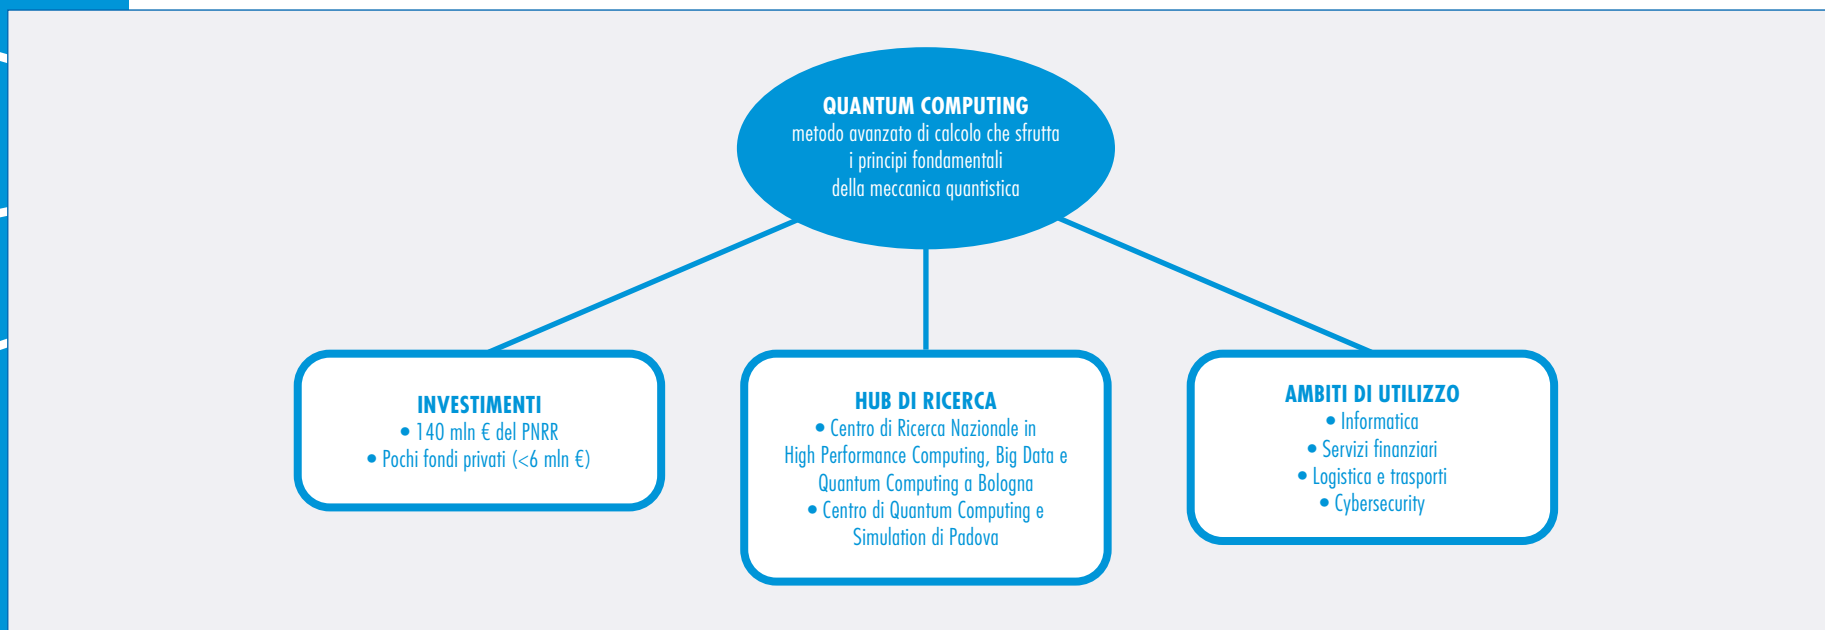 QUANTUM COMPUTING
metodo avanzato di calcolo che sfrutta
i principi fondamentali
della meccanica quantistica
INVESTIMENTI
• 140 mln € del PNRR
• Pochi fondi privati (<6 mln €)
HUB DI RICERCA
• Centro di Ricerca Nazionale in
High Performance Computing, Big Data e
Quantum Computing a Bologna
• Centro di Quantum Computing e
Simulation di Padova
AMBITI DI UTILIZZO
• Informatica
• Servizi finanziari
• Logistica e trasporti
• Cybersecurity